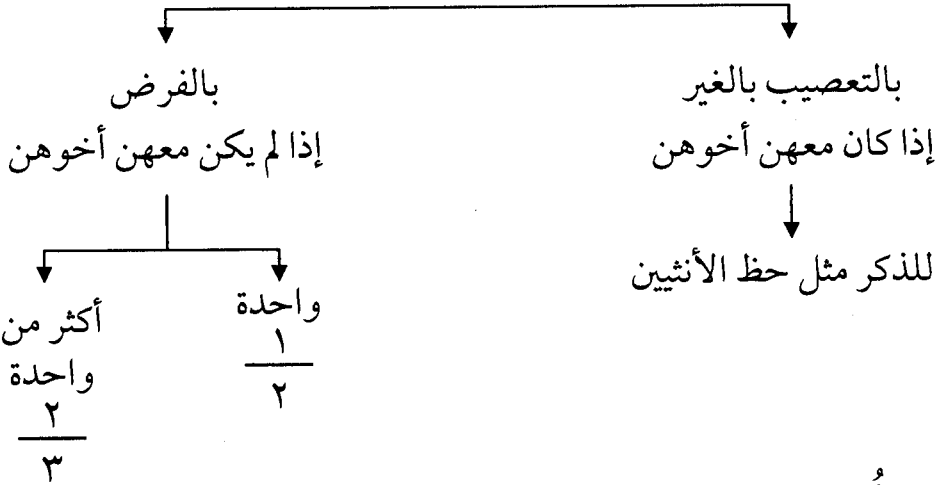 بالتعصيب بالغير
إذا كان معهن أخوهن
للذكر مثل حظ الأنثيين
بالفرض
إذا لم يكن معهن أخوهن
واحدة
١
٢
أكثر من
واحدة
٢
٣